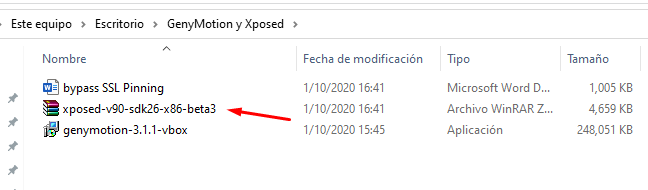 Este equipo > Escritorio > GenyMotion y Xposed >
Nombre Fecha de modificación Tipo Tamaño
bypass SSL Pinning 1/10/2020 16:41 Microsoft Word D... 1,005 KB
xposed-v90-sdk26-x86-beta3 1/10/2020 16:41 Archivo WinRAR Z... 4,659 KB
genymotion-3.1.1-vbox 1/10/2020 15:45 Aplicación 248,051 KB